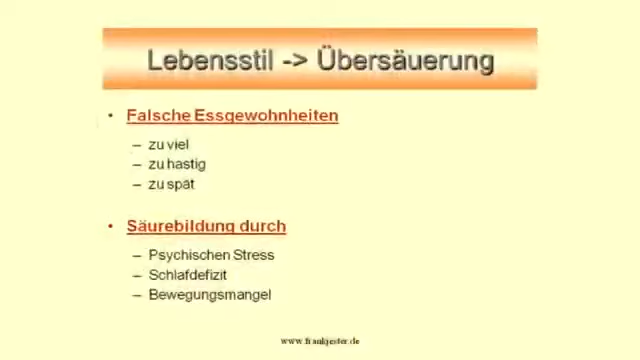 Lebensstil -> Übersäuerung
• Falsche Essgewohnheiten
– zu viel
– zu hastig
– zu spät
• Säurebildung durch
– Psychischen Stress
– Schlafdefizit
– Bewegungsmangel
www.frankjester.de